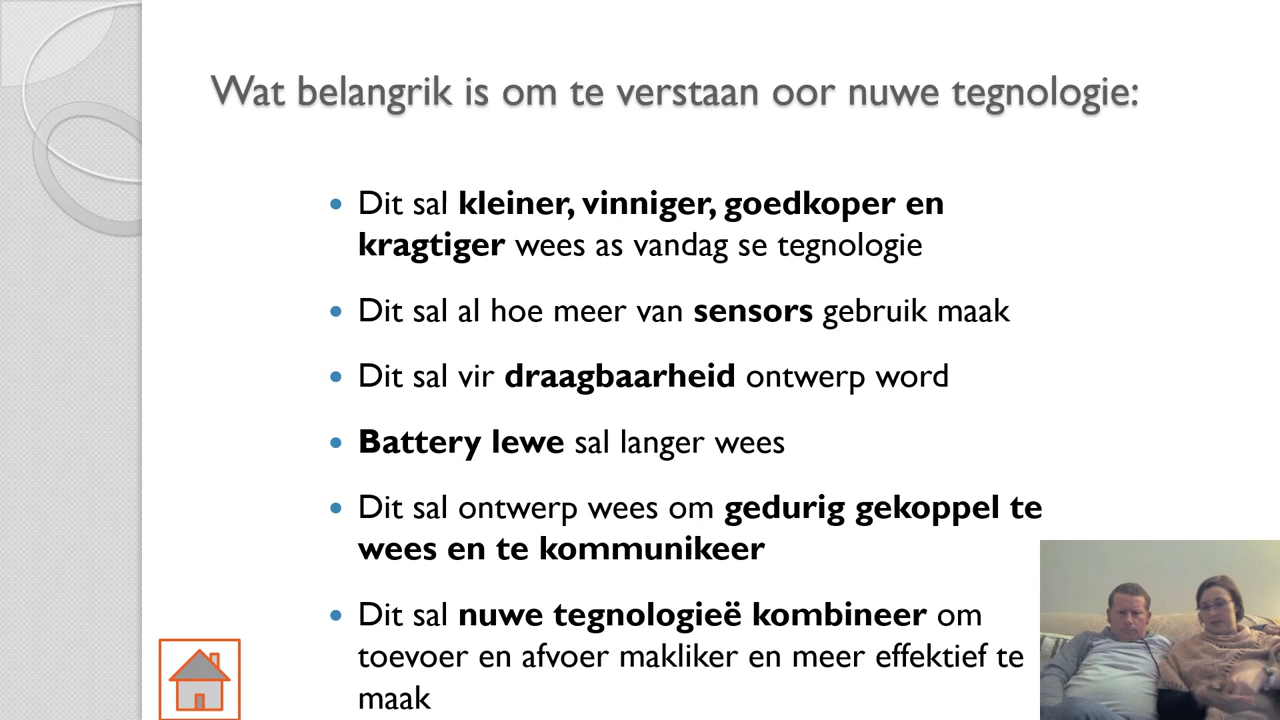 Wat belangrik is om te verstaan oor nuwe tegnologie:
Dit sal kleiner, vinniger, goedkoper en
kragtiger wees as vandag se tegnologie
Dit sal al hoe meer van sensors gebruik maak
Dit sal vir draagbaarheid ontwerp word
Battery lewe sal langer wees
Dit sal ontwerp wees om gedurig gekoppel te
wees en te kommunikeer
Dit sal nuwe tegnologieë kombineer om
toevoer en afvoer makliker en meer effektief te
maak